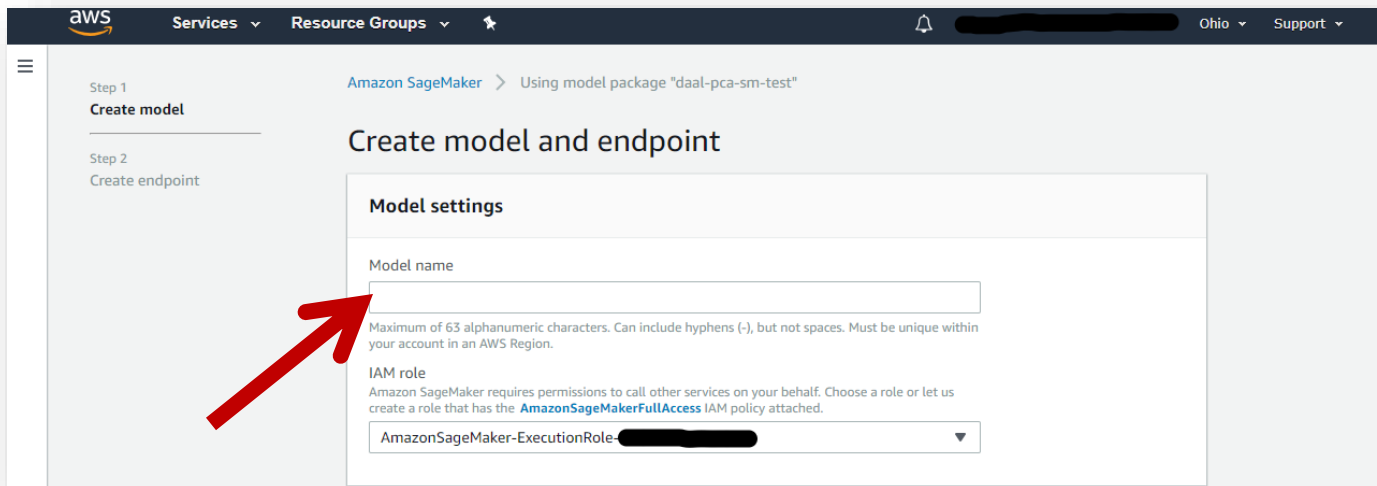 aws Services Resource Groups Ohio Support
Step 1
Create model
Step 2
Create endpoint
Amazon SageMaker > Using model package "daal-pca-sm-test"
Create model and endpoint
Model settings
Model name
Maximum of 63 alphanumeric characters. Can include hyphens (-), but not spaces. Must be unique within
your account in an AWS Region.
IAM role
Amazon SageMaker requires permissions to call other services on your behalf. Choose a role or let us
create a role that has the AmazonSageMakerFullAccess IAM policy attached.
AmazonSageMaker-ExecutionRole-